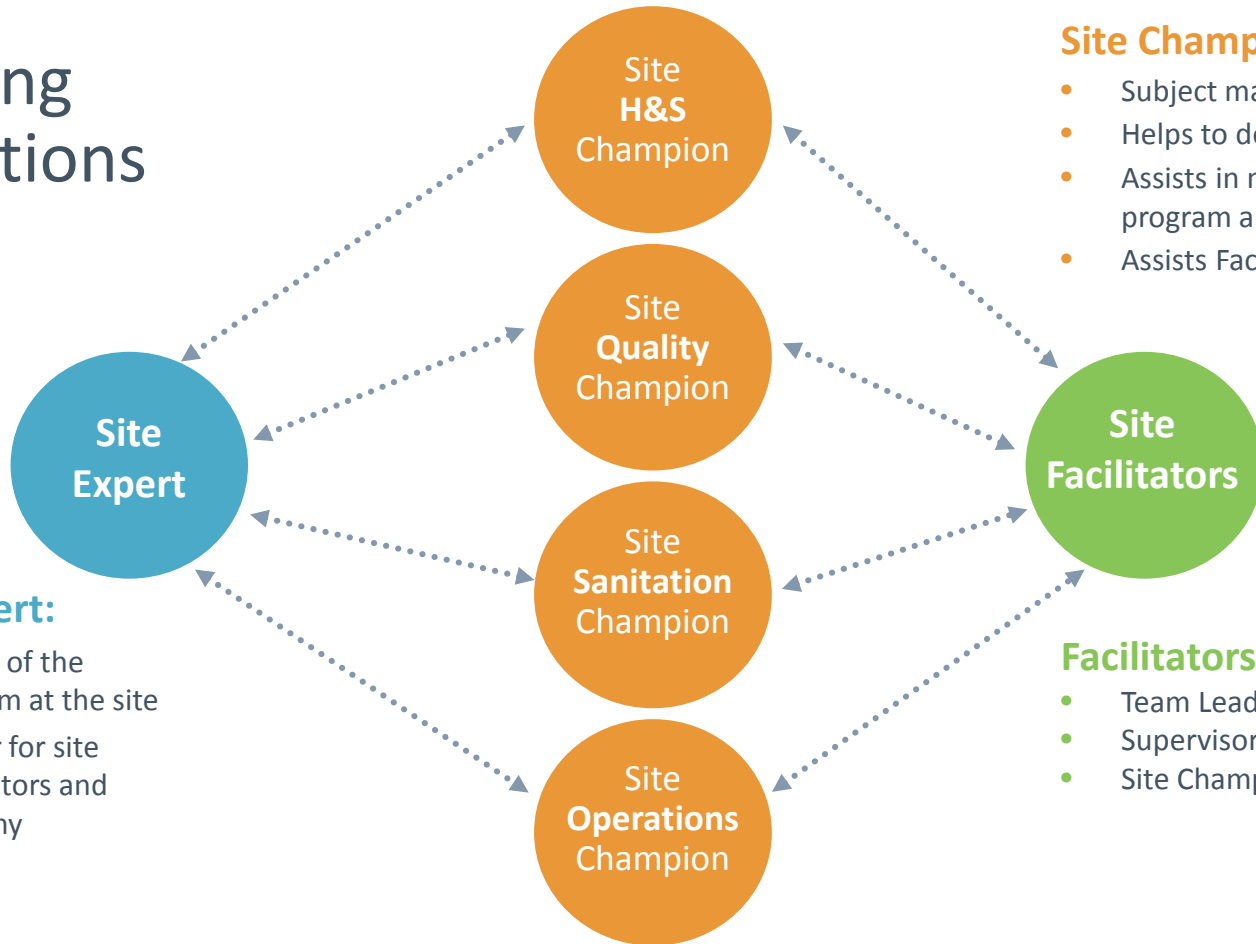 ng
tions
Site
H&S
Champion
Site
Quality
Champion
Site
Sanitation
Champion
Site
Operations
Champion
Site
Expert
Site
Facilitators
Site Champ
• Subject ma
• Helps to de
• Assists in
program a
• Assists Fac
ert:
of the
m at the site
r for site
tors and
ny
Facilitators
• Team Lead
• Supervisor
• Site Champ